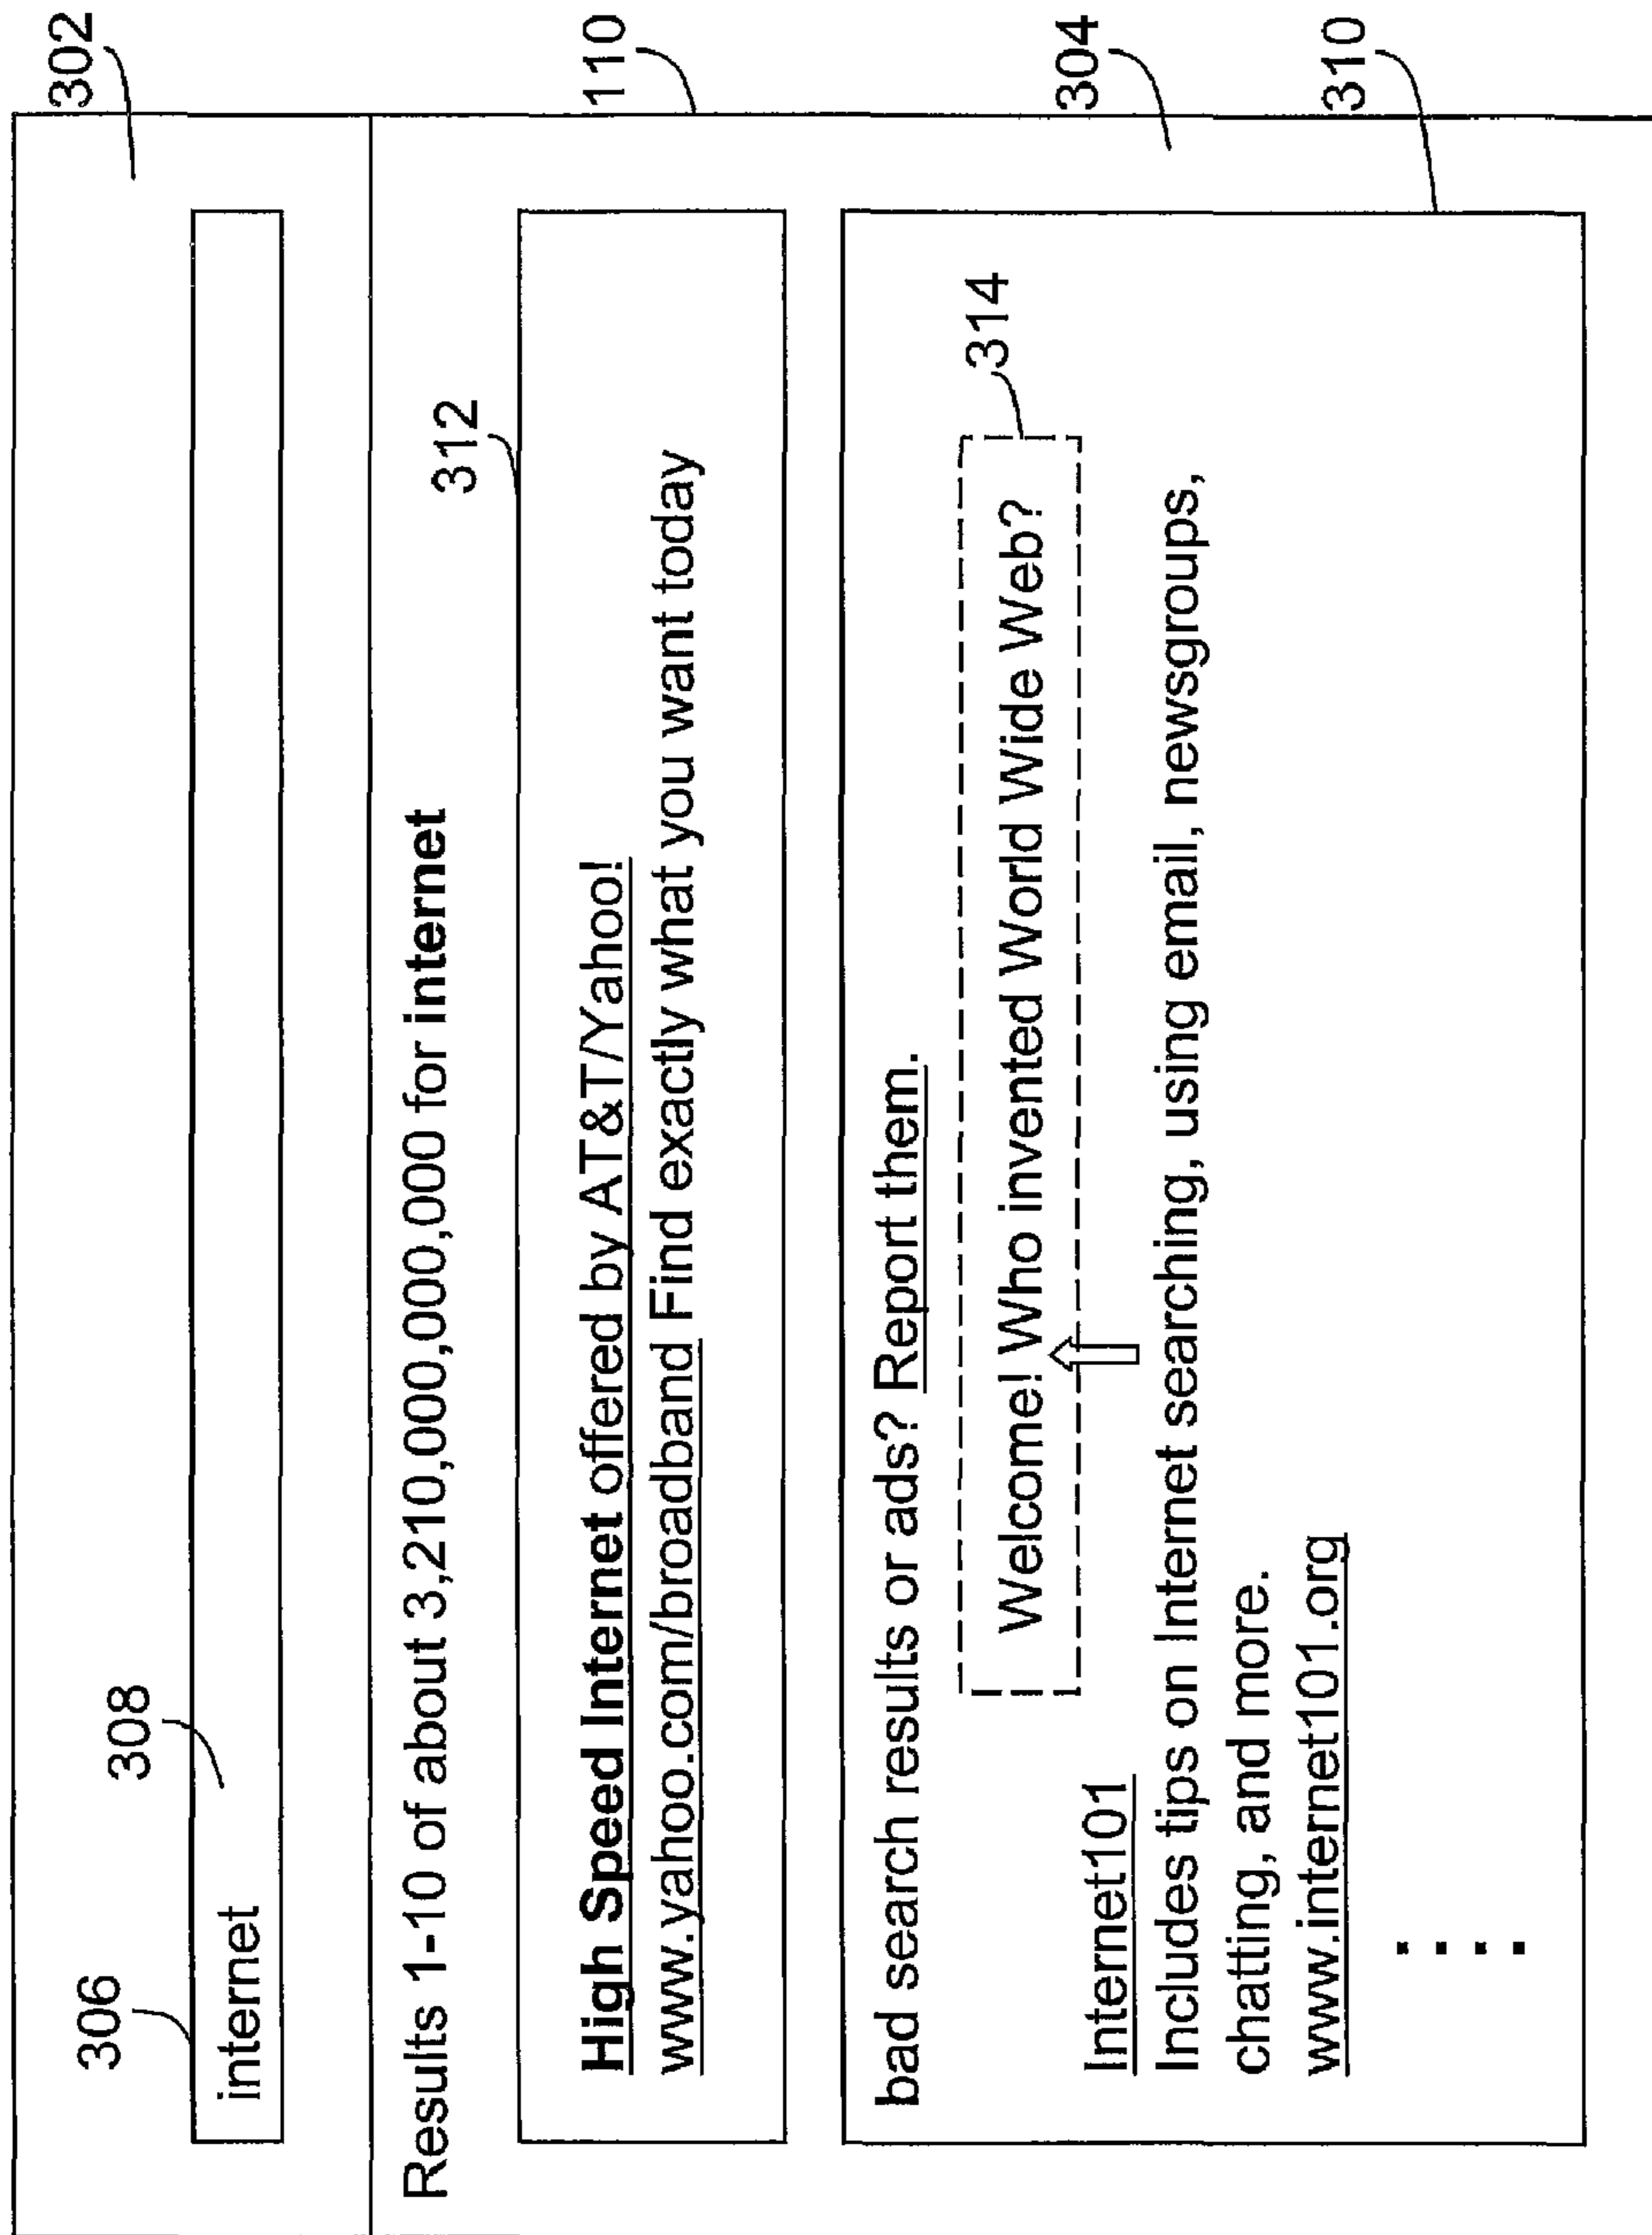 302
306
308
internet
Results 1-10 of about 3,210,000,000,000 for internet
312
110
High Speed Internet offered by AT&T/Yahoo!
www.yahoo.com/broadband Find exactly what you want today
304
bad search results or ads? Report them.
314
Welcome! Who invented World Wide Web?
310
Internet101
Includes tips on Internet searching, using email, newsgroups,
chatting, and more.
www.internet101.org